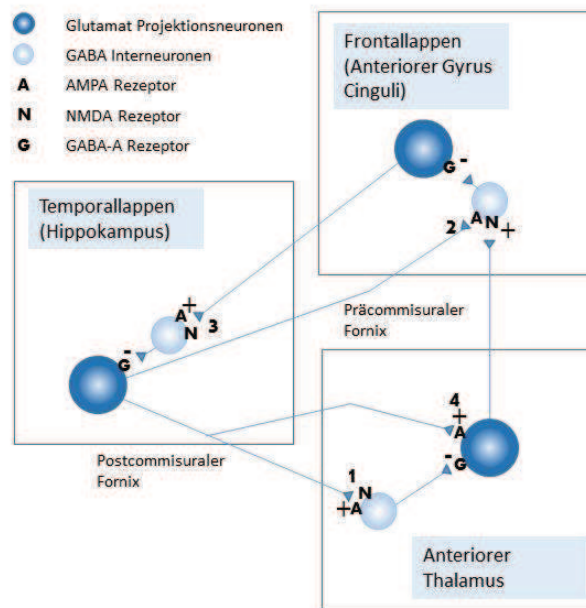 Glutamat Projektionsneuronen
GABA Interneuronen
A AMPA Rezeptor
N NMDA Rezeptor
G GABA-A Rezeptor
Frontallappen
(Anteriorer Gyrus
Cinguli)
G -
A N +
2
Temporallappen
(Hippokampus)
+
A
N 3
-
G
Präcommisuraler
Fornix
Postcommisuraler
Fornix
4
+
A
-
G
1
N
+A
Anteriorer
Thalamus